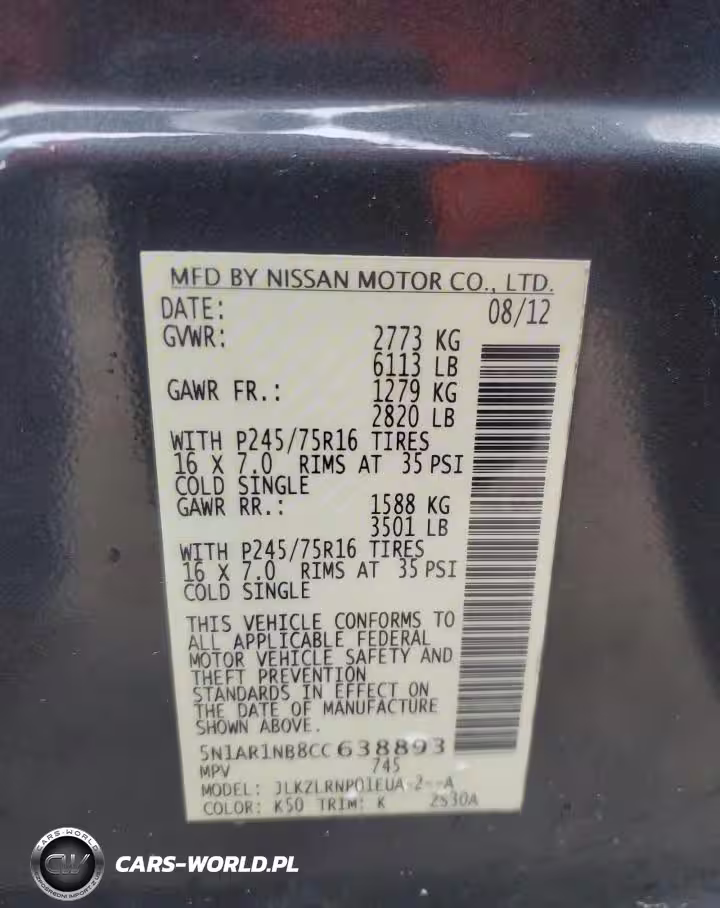 MFD BY NISSAN MOTOR CO., LTD.
DATE: 08/12
GVWR: 2773 KG
6113 LB
GAWR FR.: 1279 KG
2820 LB
WITH P245/75R16 TIRES
16 X 7.0 RIMS AT 35 PSI
COLD SINGLE
GAWR RR.: 1588 KG
3501 LB
WITH P245/75R16 TIRES
16 X 7.0 RIMS AT 35 PSI
COLD SINGLE
THIS VEHICLE CONFORMS TO
ALL APPLICABLE FEDERAL
MOTOR VEHICLE SAFETY AND
THEFT PREVENTION
STANDARDS IN EFFECT ON
THE DATE OF MANUFACTURE
SHOWN ABOVE.
5N1AR1NB8CC638893
MPV 745
MODEL: JLKZLRNP01EUA-2--A
COLOR: K50 TRIM: K 2S30A
CARS-WORLD
CW
CARS-WORLD.PL